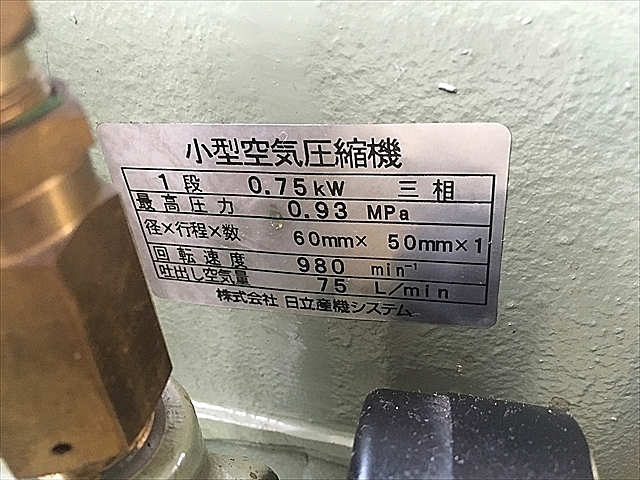 小型空気圧縮機
1段 0.75kW 三相
最高圧力 0.93 MPa
径×行程×数 60mm× 50mm×1
回転速度 980 min⁻¹
吐出し空気量 75 L/min
株式会社 日立産機システム